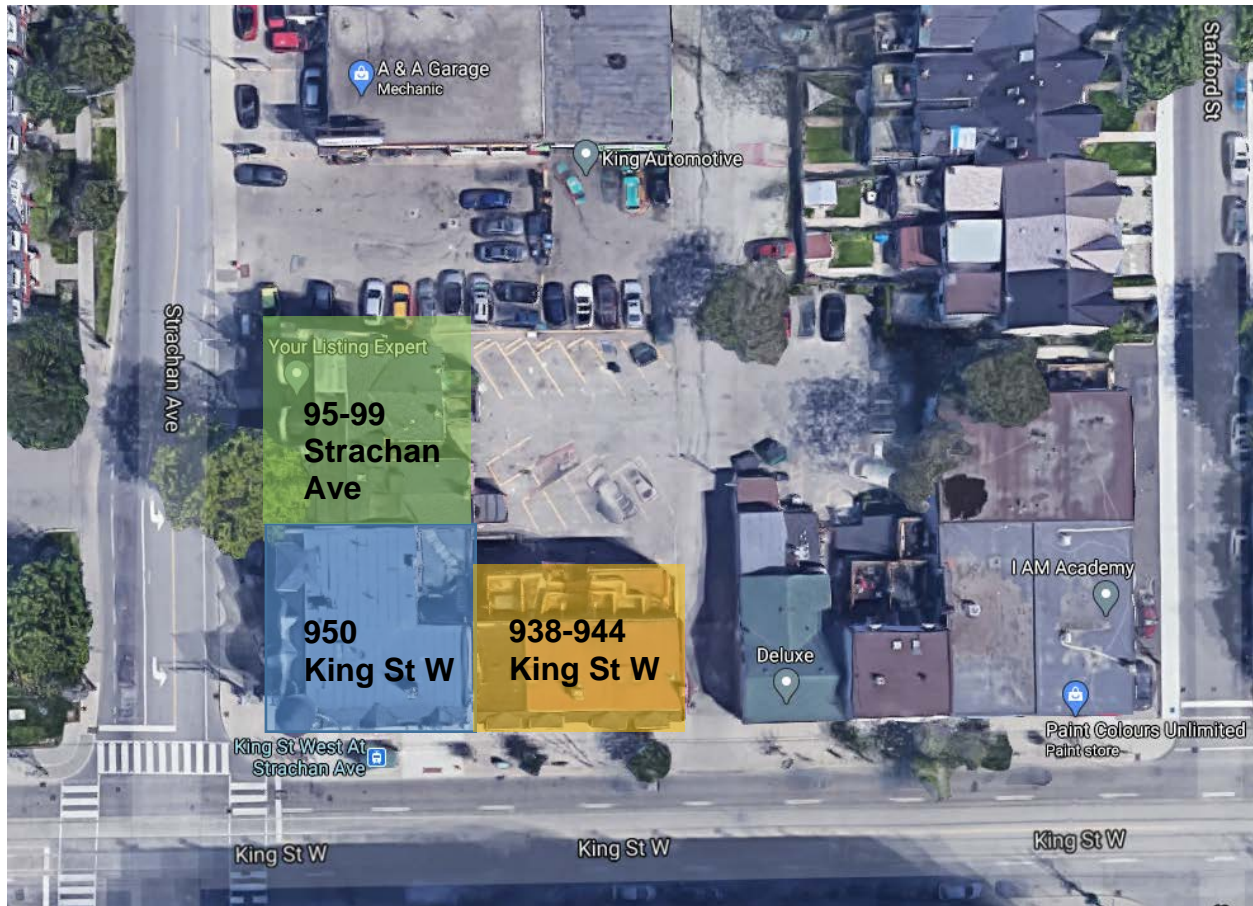 A & A Garage
Mechanic
Stafford St
King Automotive
Strachan Ave
Your Listing Expert
95-99
Strachan
Ave
950
King St W
938-944
King St W
I AM Academy
Deluxe
Paint Colours Unlimited
Paint store
King St West At
Strachan Ave
King St W
King St W
King St W